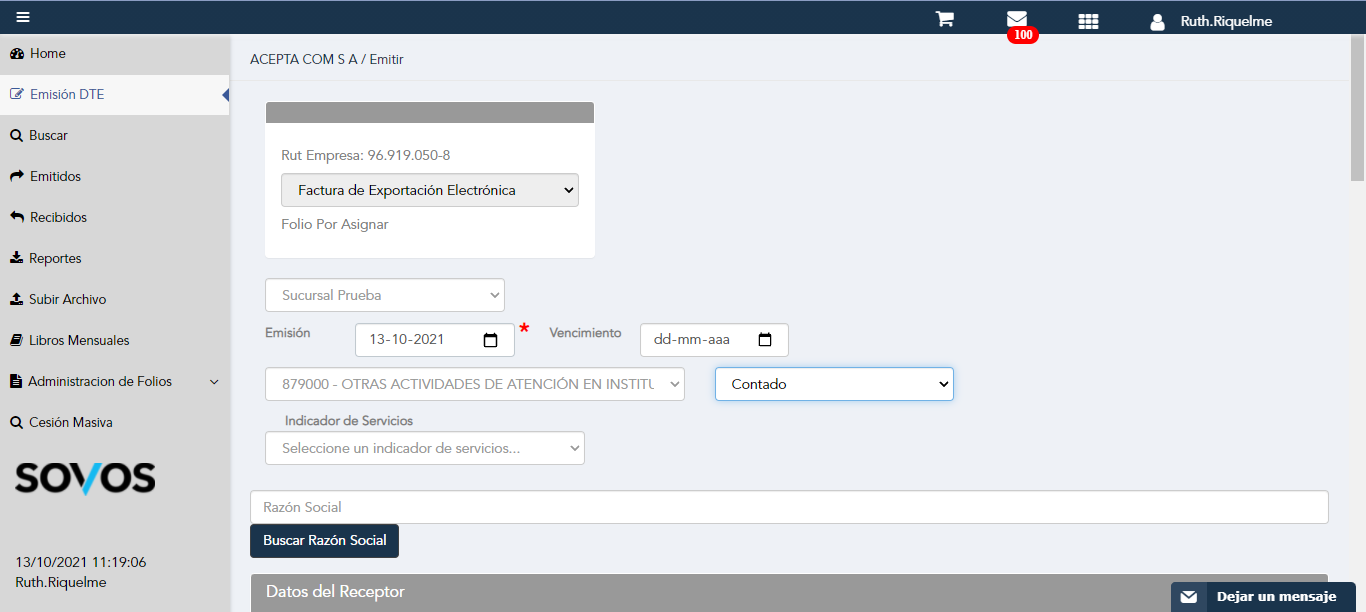 Ruth.Riquelme
100
Home
Emisión DTE
Buscar
Emitidos
Recibidos
Reportes
Subir Archivo
Libros Mensuales
Administracion de Folios
Cesión Masiva
SOVOS
13/10/2021 11:19:06
Ruth.Riquelme
ACEPTA COM S A / Emitir
Rut Empresa: 96.919.050-8
Factura de Exportación Electrónica
Folio Por Asignar
Sucursal Prueba
Emisión 13-10-2021 * Vencimiento dd-mm-aaa
879000 - OTRAS ACTIVIDADES DE ATENCIÓN EN INSTITU Contado
Indicador de Servicios
Seleccione un indicador de servicios...
Razón Social
Buscar Razón Social
Datos del Receptor
Dejar un mensaje